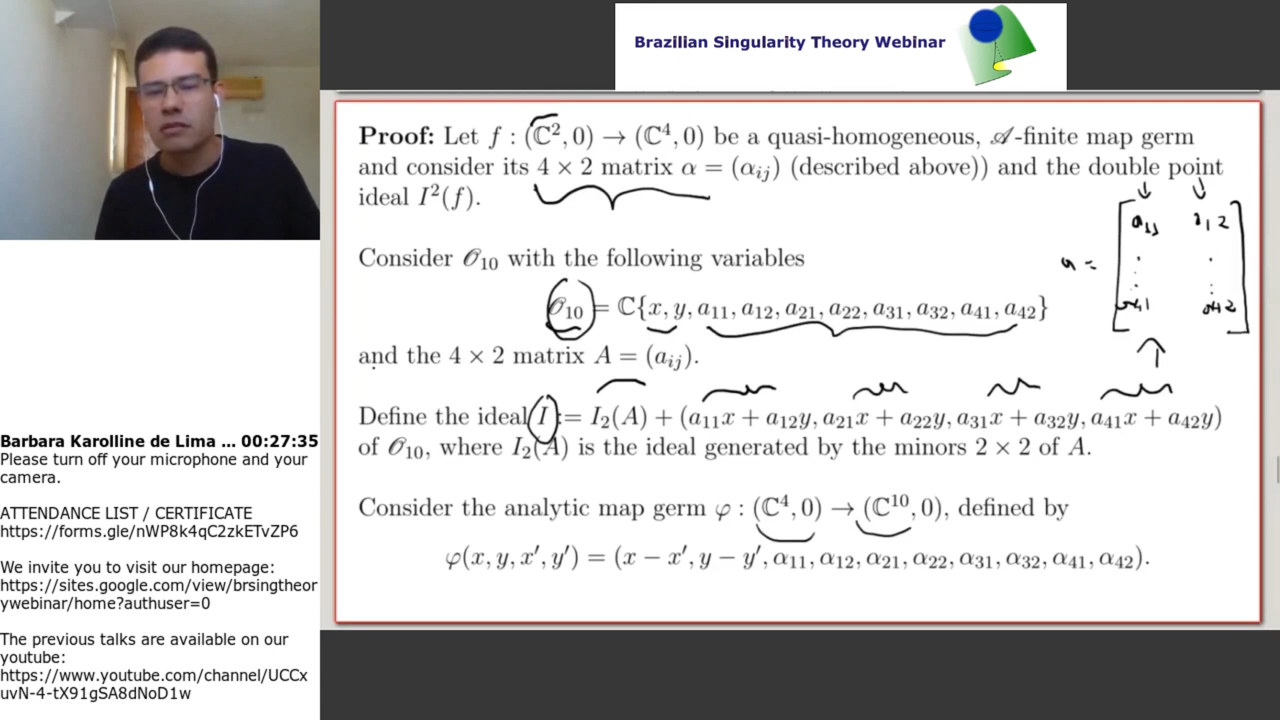 Brazilian Singularity Theory Webinar
Proof: Let f : (ℂ², 0) → (ℂ⁴, 0) be a quasi-homogeneous, 𝒜-finite map germ
and consider its 4 × 2 matrix α = (αᵢⱼ) (described above)) and the double point
ideal I²(f).
a =
a₁₁ a₁₂
α₄₁ α₄₂
Consider 𝒪₁₀ with the following variables
𝒪₁₀ = ℂ{x, y, a₁₁, a₁₂, a₂₁, a₂₂, a₃₁, a₃₂, a₄₁, a₄₂}
and the 4 × 2 matrix A = (aᵢⱼ).
Define the ideal I := I₂(A) + (a₁₁x + a₁₂y, a₂₁x + a₂₂y, a₃₁x + a₃₂y, a₄₁x + a₄₂y)
of 𝒪₁₀, where I₂(A) is the ideal generated by the minors 2 × 2 of A.
Consider the analytic map germ φ : (ℂ⁴, 0) → (ℂ¹⁰, 0), defined by
φ(x, y, x′, y′) = (x − x′, y − y′, α₁₁, α₁₂, α₂₁, α₂₂, α₃₁, α₃₂, α₄₁, α₄₂).
Barbara Karolline de Lima ... 00:27:35
Please turn off your microphone and your
camera.
ATTENDANCE LIST / CERTIFICATE
https://forms.gle/nWP8k4qC2zkETvZP6
We invite you to visit our homepage:
https://sites.google.com/view/brsingtheor
ywebinar/home?authuser=0
The previous talks are available on our
youtube:
https://www.youtube.com/channel/UCCx
uvN-4-tX91gSA8dNoD1w